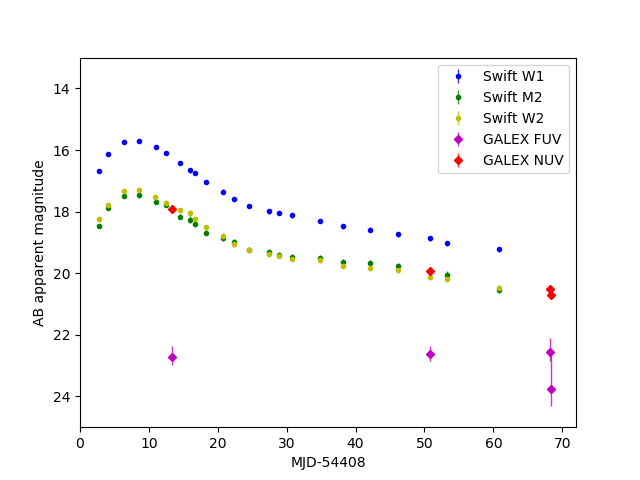 14
16
18
20
22
24
AB apparent magnitude
0
10
20
30
40
50
60
70
MJD-54408
Swift W1
Swift M2
Swift W2
GALEX FUV
GALEX NUV